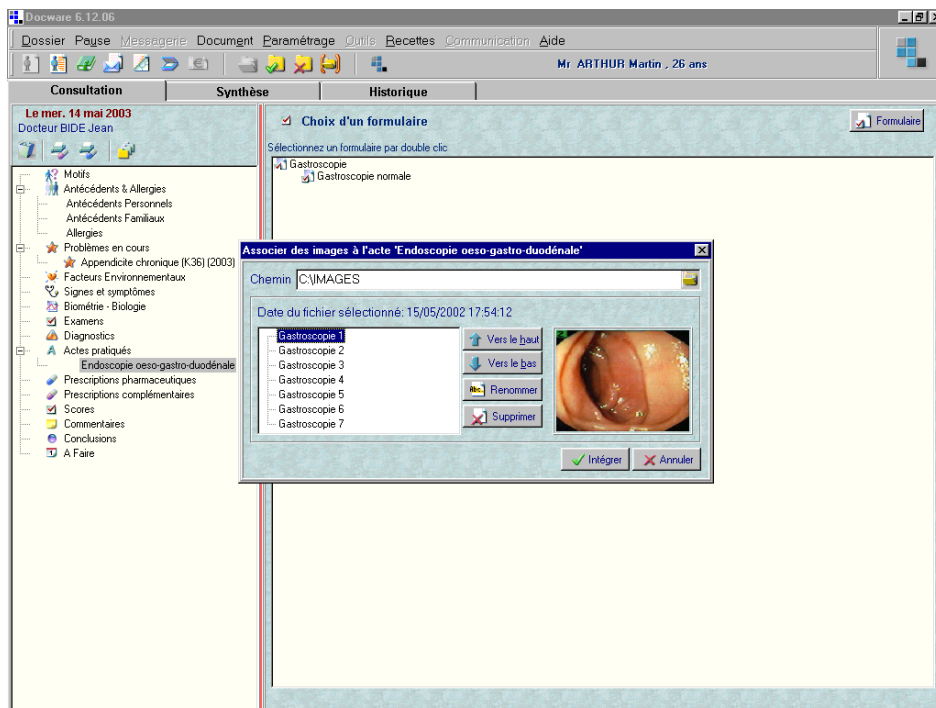 Docware 6.12.06
Dossier Pause Messagerie Document Paramétrage Outils Recettes Communication Aide
Mr ARTHUR Martin , 26 ans
Consultation Synthèse Historique
Le mer. 14 mai 2003
Docteur BIDE Jean
Motifs
Antécédents & Allergies
Antécédents Personnels
Antécédents Familiaux
Allergies
Problèmes en cours
Appendicite chronique (K36) (2003)
Facteurs Environnementaux
Signes et symptômes
Biométrie - Biologie
Examens
Diagnostics
Actes pratiqués
Endoscopie oeso-gastro-duodénale
Prescriptions pharmaceutiques
Prescriptions complémentaires
Scores
Commentaires
Conclusions
A Faire
Choix d'un formulaire
Formulaire
Sélectionnez un formulaire par double clic
Gastroscopie
Gastroscopie normale
Associer des images à l'acte 'Endoscopie oeso-gastro-duodénale'
Chemin C:\IMAGES
Date du fichier sélectionné: 15/05/2002 17:54:12
Gastroscopie 1
Gastroscopie 2
Gastroscopie 3
Gastroscopie 4
Gastroscopie 5
Gastroscopie 6
Gastroscopie 7
Vers le haut
Vers le bas
Abc Renommer
Supprimer
Intégrer
Annuler